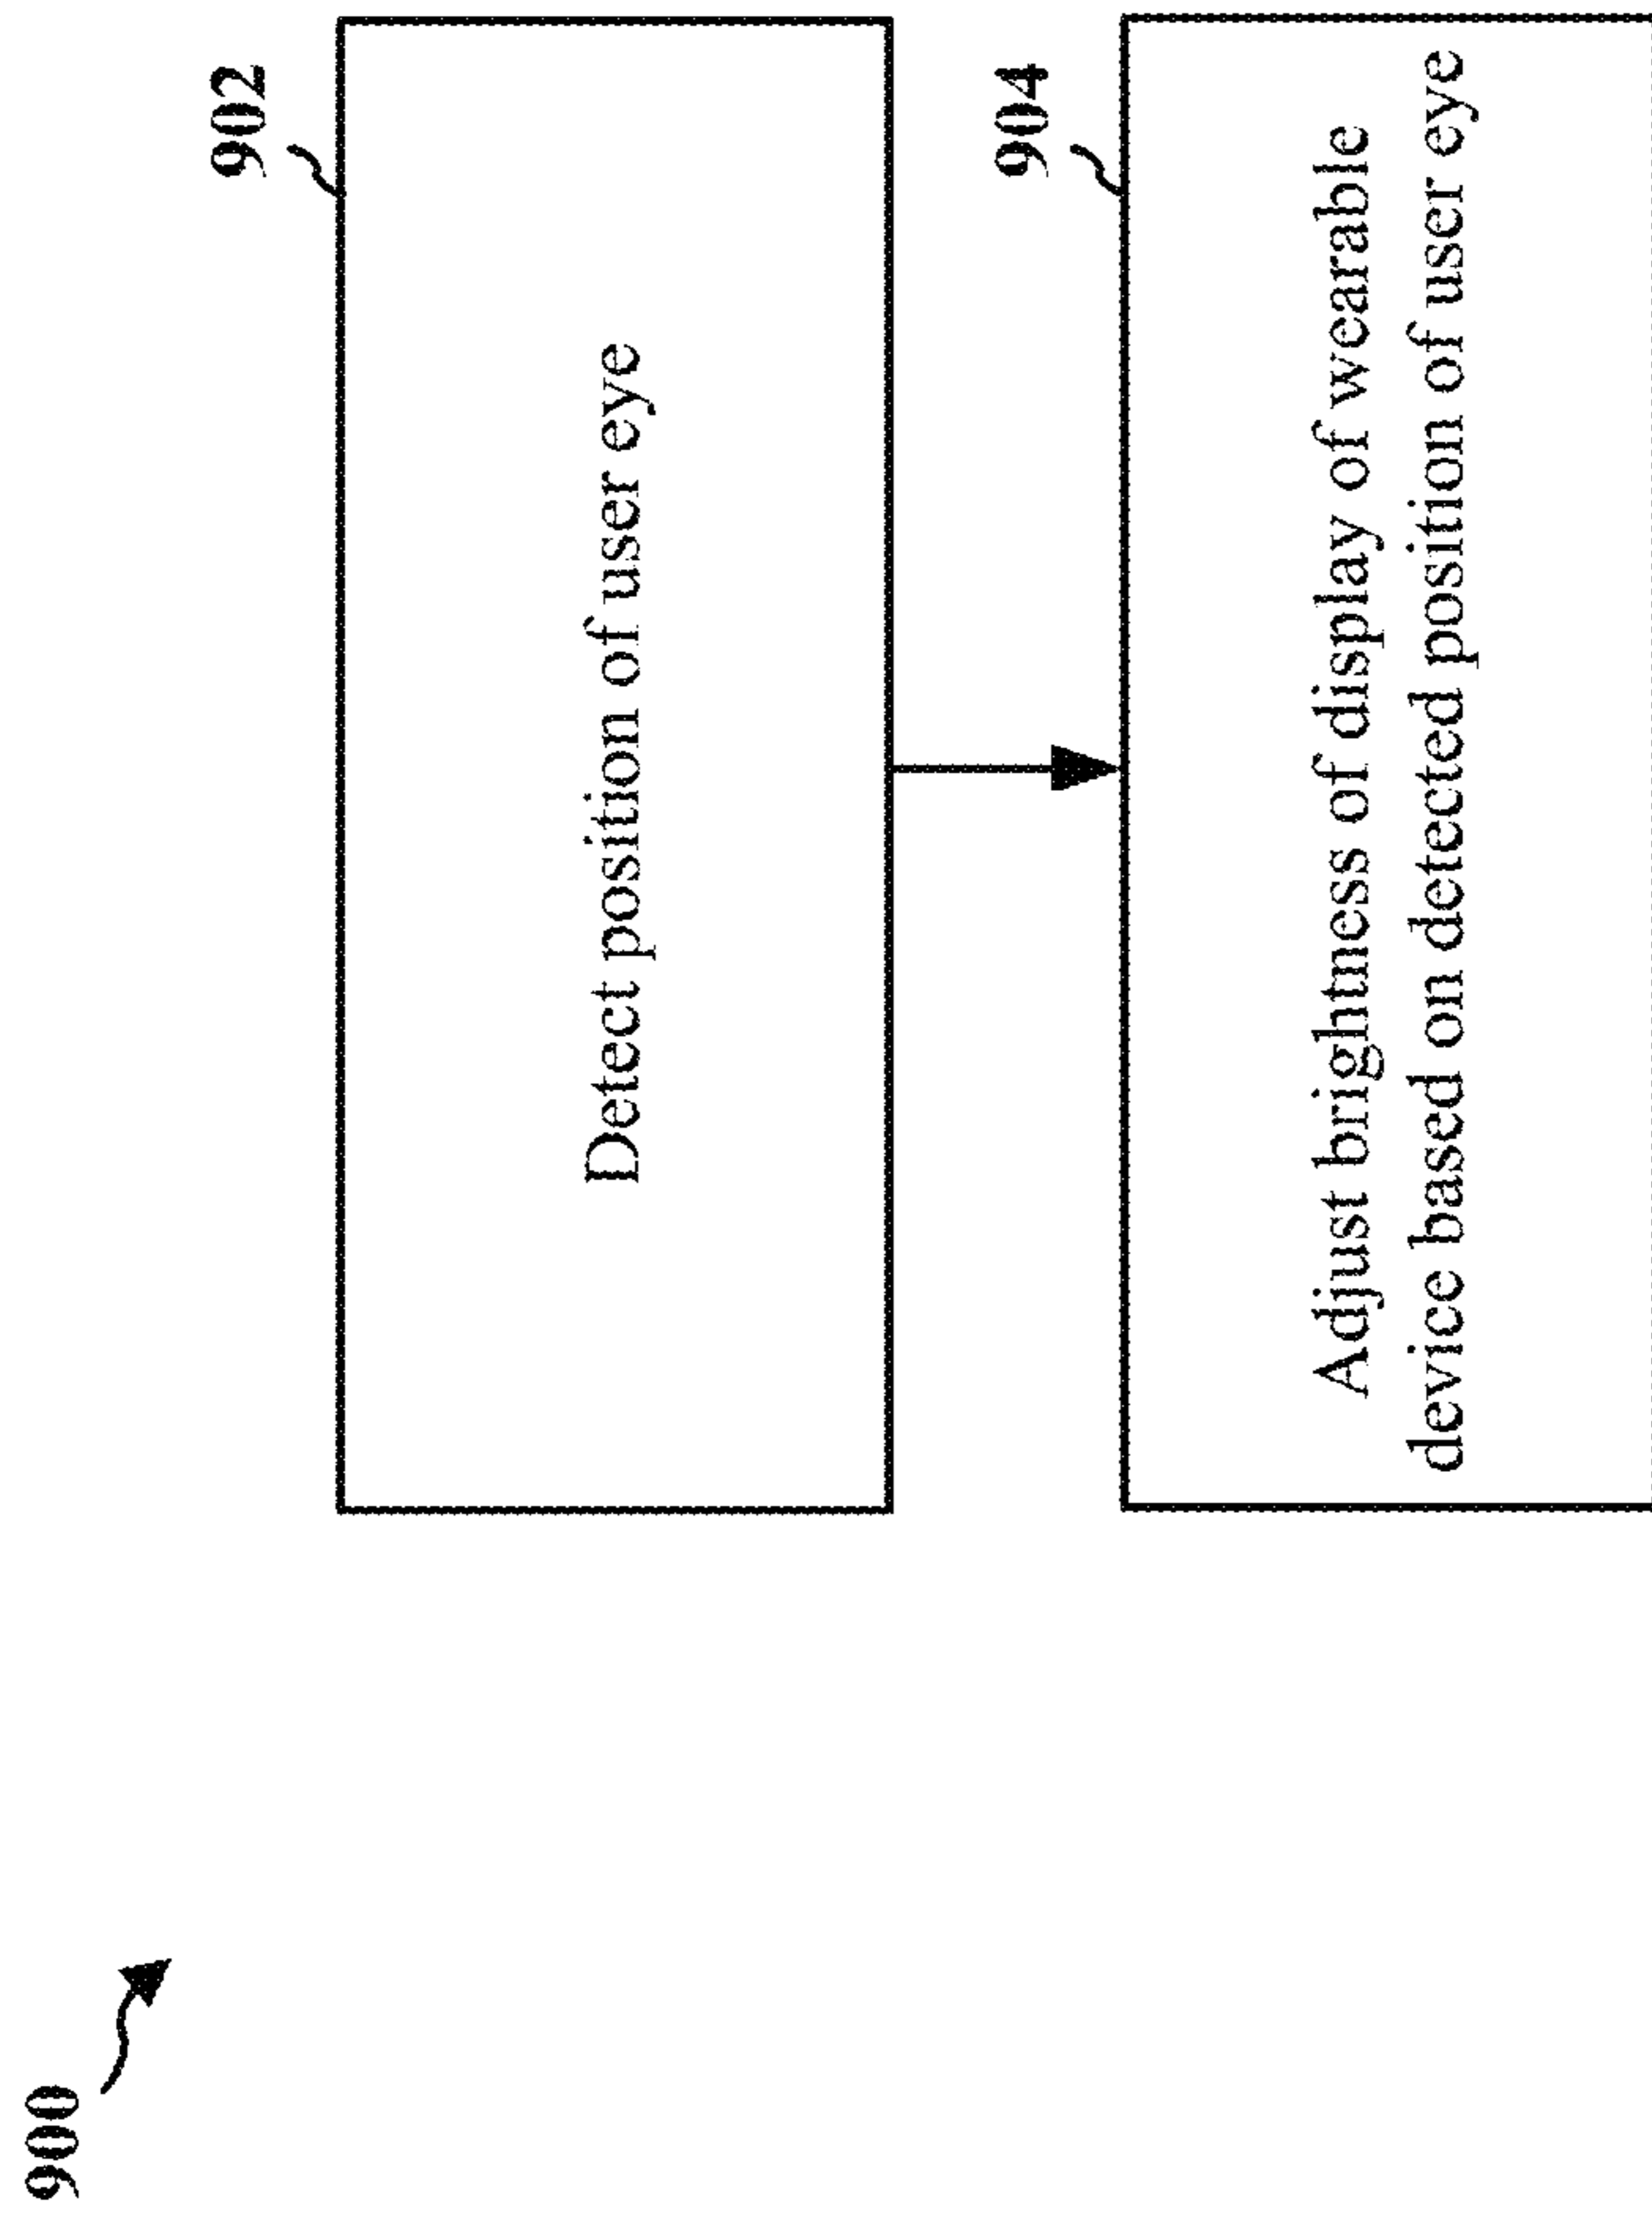 900
902
Detect position of user eye
904
Adjust brightness of display of wearable
device based on detected position of user eye